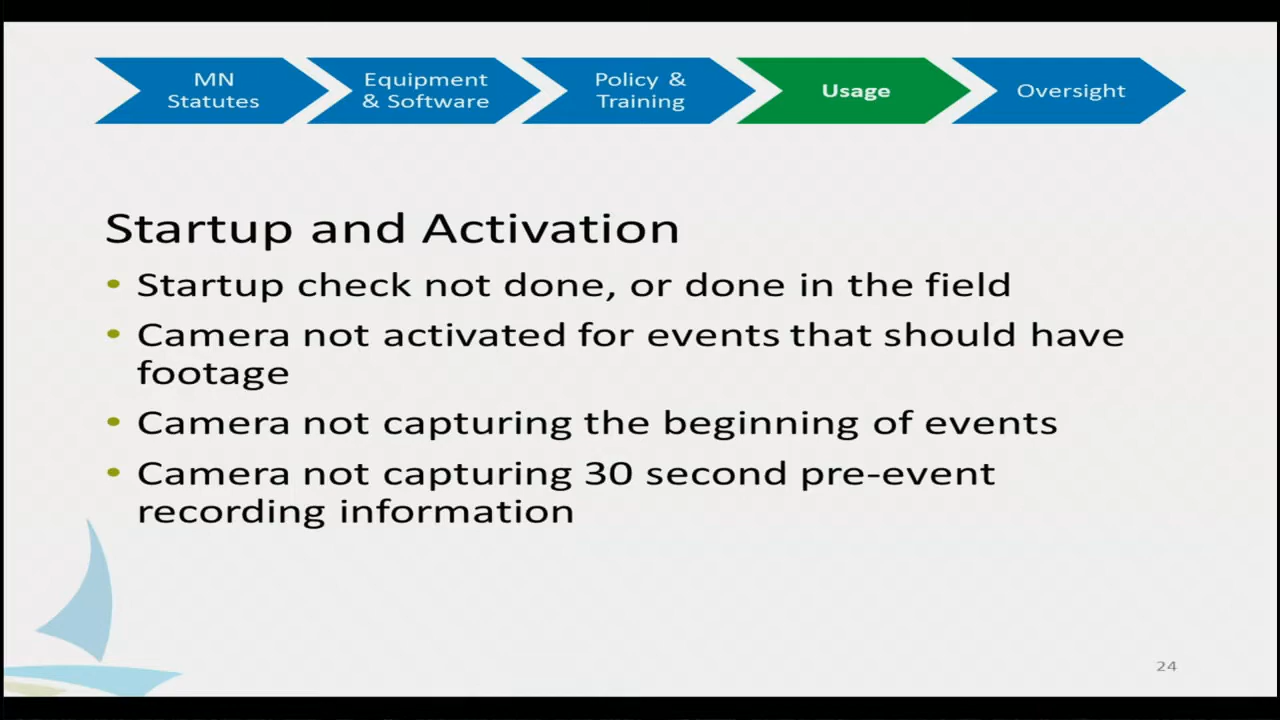 MN
Statutes
Equipment
& Software
Policy &
Training
Usage
Oversight
Startup and Activation
• Startup check not done, or done in the field
• Camera not activated for events that should have
footage
• Camera not capturing the beginning of events
• Camera not capturing 30 second pre-event
recording information
24